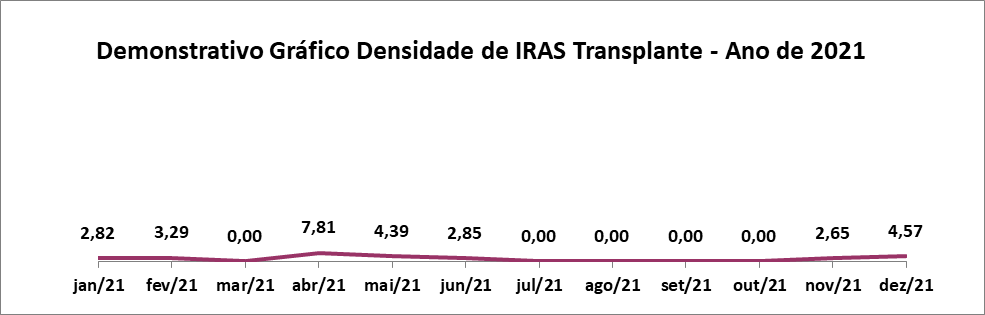 Demonstrativo Gráfico Densidade de IRAS Transplante - Ano de 2021
2,82 3,29 0,00 7,81 4,39 2,85 0,00 0,00 0,00 0,00 2,65 4,57
jan/21 fev/21 mar/21 abr/21 mai/21 jun/21 jul/21 ago/21 set/21 out/21 nov/21 dez/21